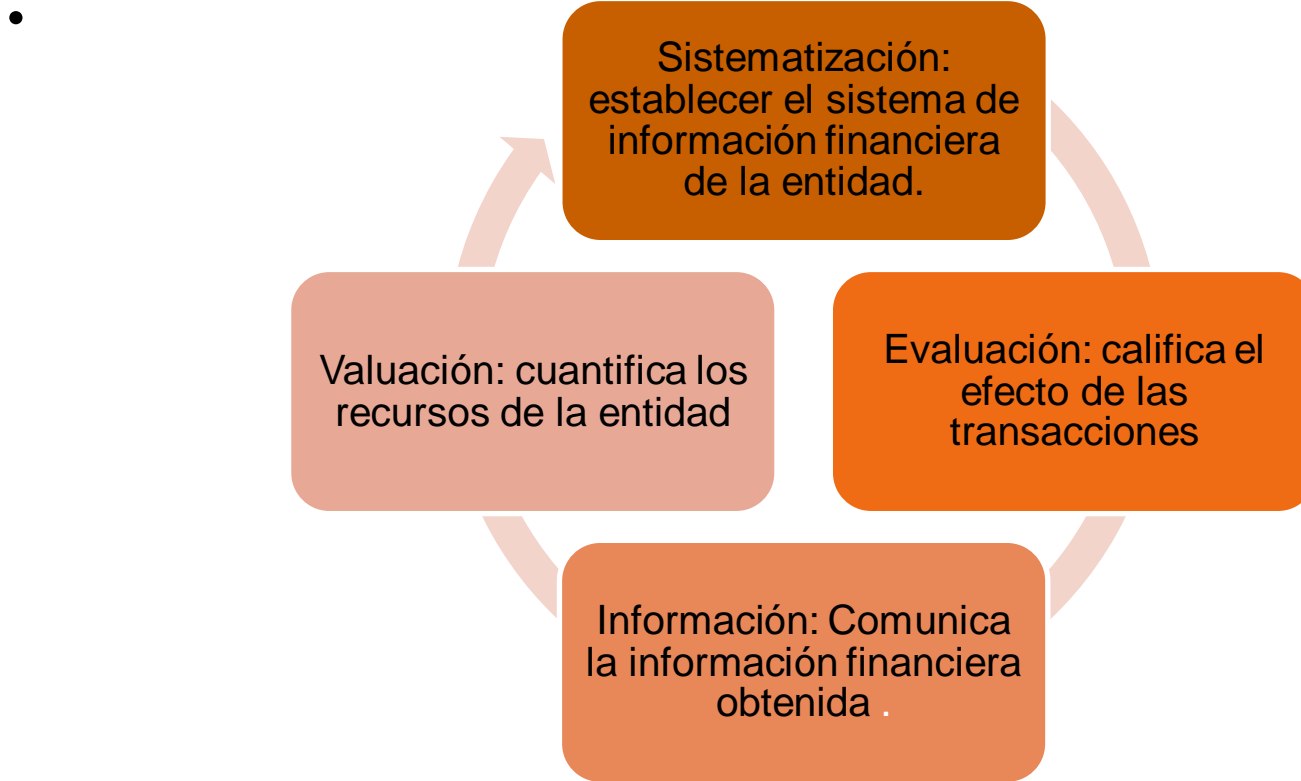 •
Sistematización:
establecer el sistema de
información financiera
de la entidad.
Valuación: cuantifica los
recursos de la entidad
Evaluación: califica el
efecto de las
transacciones
Información: Comunica
la información financiera
obtenida .